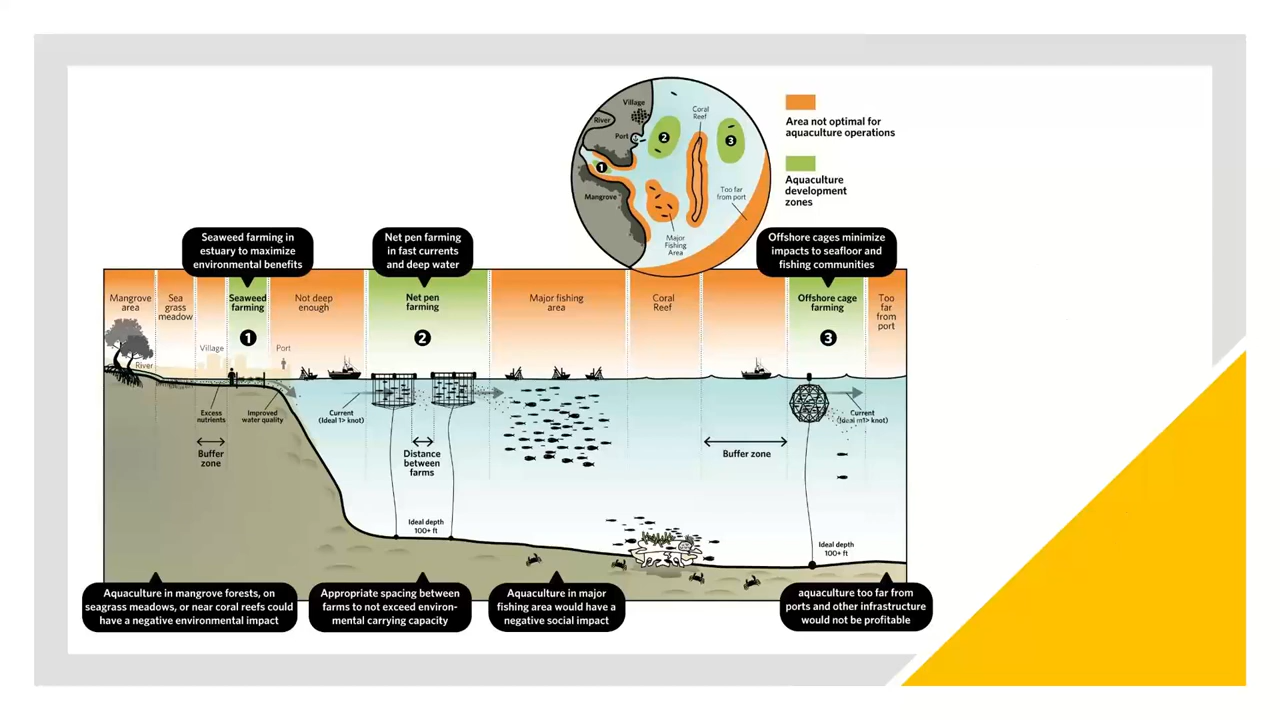 Village
River
Port
Mangrove
Coral
Reef
1
2
3
Too far
from port
Major
Fishing
Area
Area not optimal for
aquaculture operations
Aquaculture
development
zones
Seaweed farming in
estuary to maximize
environmental benefits
Net pen farming
in fast currents
and deep water
Offshore cages minimize
impacts to seafloor and
fishing communities
Mangrove
area
Sea
grass
meadow
Seaweed
farming
1
Not deep
enough
Net pen
farming
2
Major fishing
area
Coral
Reef
Offshore cage
farming
3
Too
far
from
port
River
Village
Port
Excess
nutrients
Improved
water quality
Buffer
zone
Current
(Ideal 1> knot)
Distance
between
farms
Buffer zone
Current
Ideal depth
100+ ft
Ideal depth
100+ ft
Aquaculture in mangrove forests, on
seagrass meadows, or near coral reefs could
have a negative environmental impact
Appropriate spacing between
farms to not exceed environ-
mental carrying capacity
Aquaculture in major
fishing area would have a
negative social impact
aquaculture too far from
ports and other infrastructure
would not be profitable